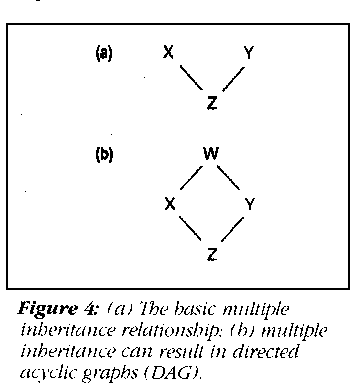 (a) X Y
Z
(b) W
X Y
Z
Figure 4: (a) The basic multiple
inheritance relationship; (b) multiple
inheritance can result in directed
acyclic graphs (DAG).